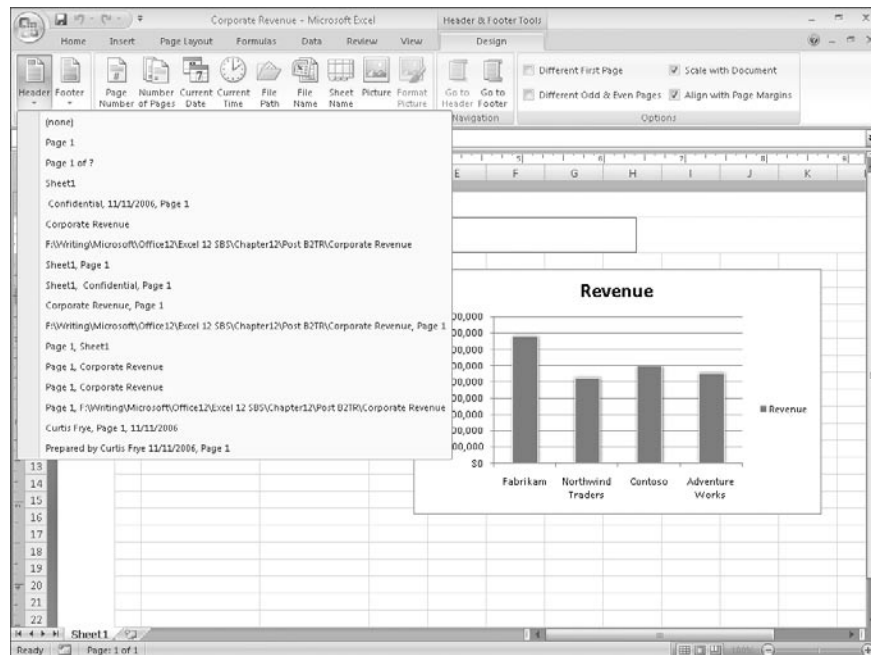 Corporate Revenue - Microsoft Excel
Header & Footer Tools
Home Insert Page Layout Formulas Data Review View Design
Header Footer
Page Number
Number of Pages
Current Date
Current Time
File Path
File Name
Sheet Name
Picture
Format Picture
Go to Header
Go to Footer
Navigation
Different First Page
Different Odd & Even Pages
Scale with Document
Align with Page Margins
Options
(none)
Page 1
Page 1 of ?
Sheet1
Confidential, 11/11/2006, Page 1
Corporate Revenue
F:\Writing\Microsoft\Office12\Excel 12 SBS\Chapter12\Post B2TR\Corporate Revenue
Sheet1, Page 1
Sheet1, Confidential, Page 1
Corporate Revenue, Page 1
F:\Writing\Microsoft\Office12\Excel 12 SBS\Chapter12\Post B2TR\Corporate Revenue, Page 1
Page 1, Sheet1
Page 1, Corporate Revenue
Page 1, Corporate Revenue
Page 1, F:\Writing\Microsoft\Office12\Excel 12 SBS\Chapter12\Post B2TR\Corporate Revenue
Curtis Frye, Page 1, 11/11/2006
Prepared by Curtis Frye 11/11/2006, Page 1
5 6 7 8 9
E F G H I J K
Revenue
$0
Fabrikam
Northwind Traders
Contoso
Adventure Works
Revenue
13
14
15
16
17
18
19
20
21
22
Sheet1
Ready Page: 1 of 1 100%